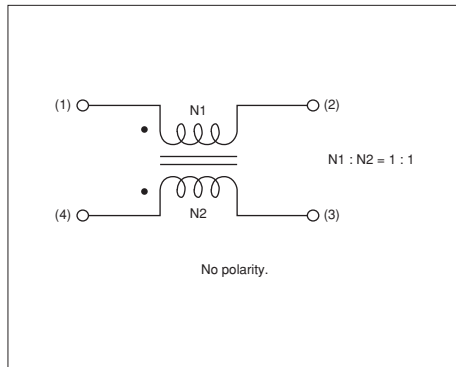 (1)
N1
(2)
N1 : N2 = 1 : 1
(4)
N2
(3)
No polarity.